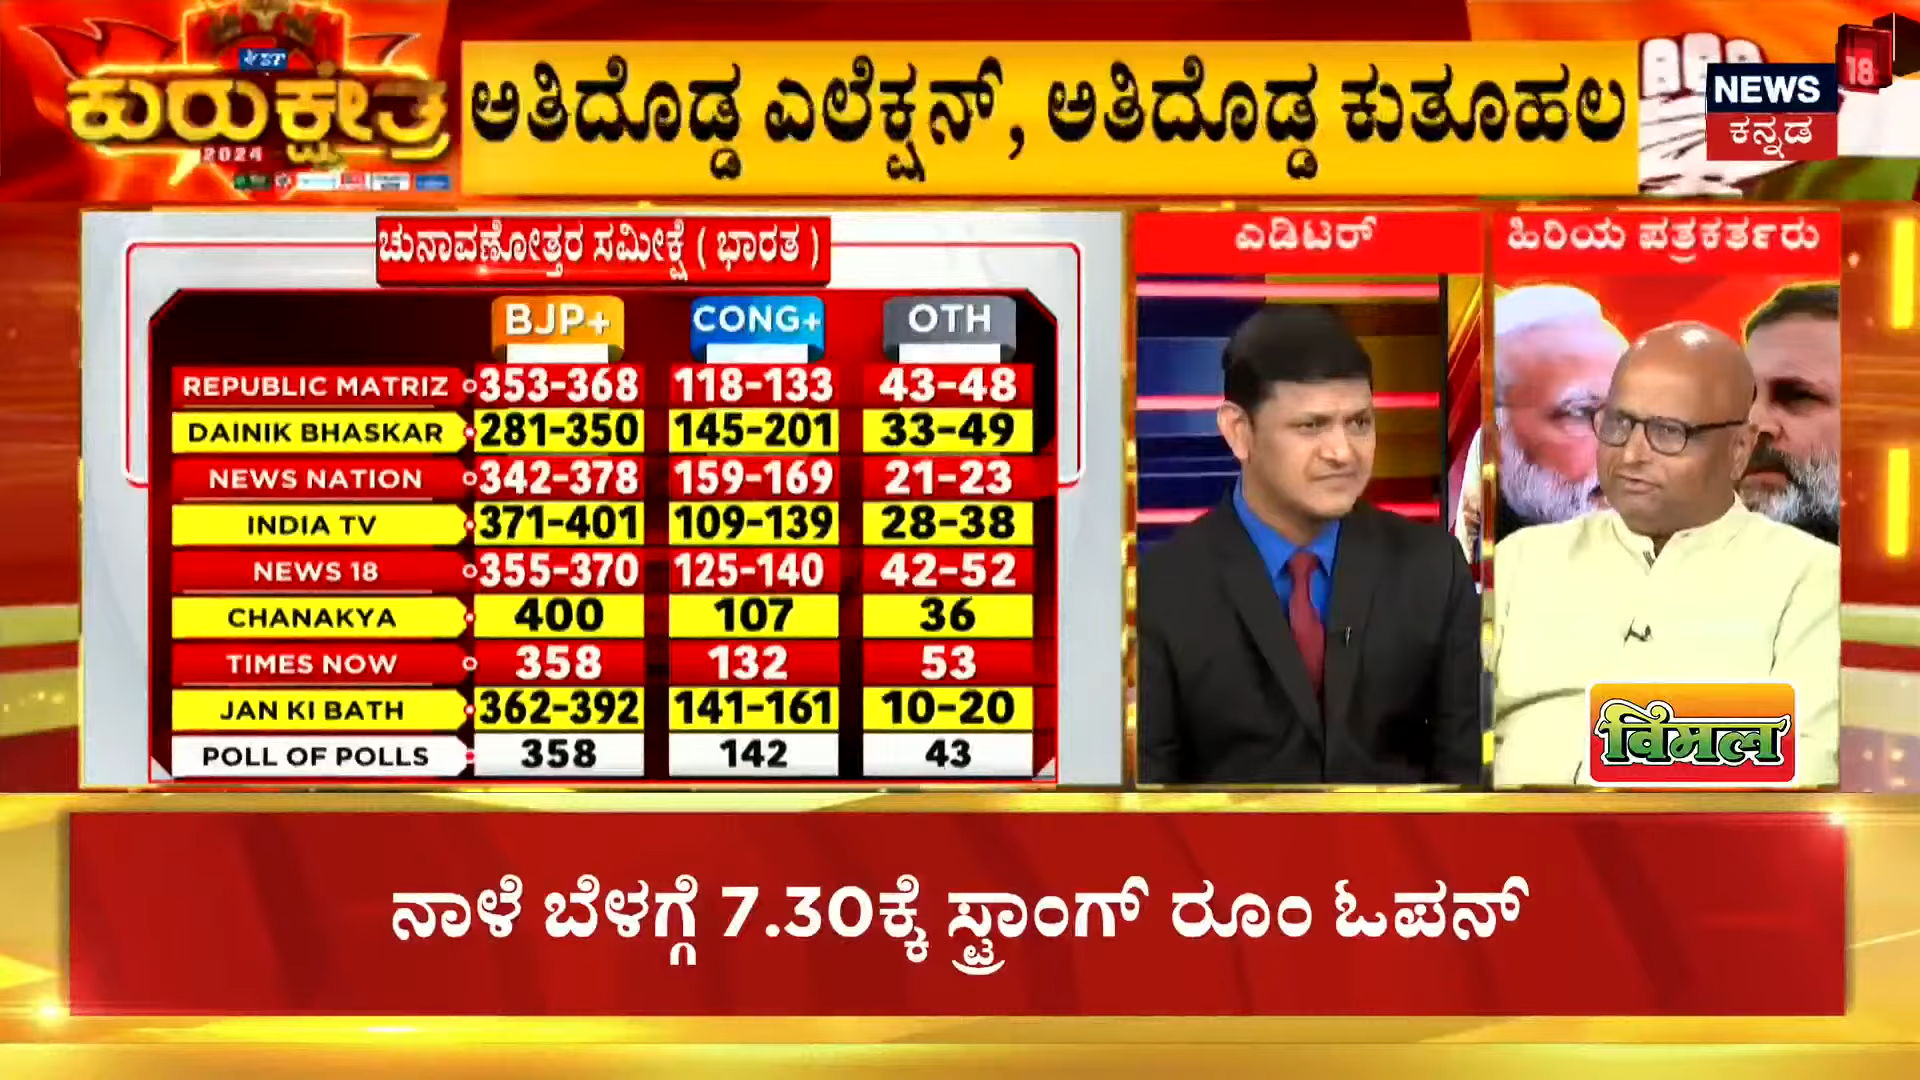 VST
ಕುರುಕ್ಷೇತ್ರ
2024
ಅತಿದೊಡ್ಡ ಎಲೆಕ್ಷನ್, ಅತಿದೊಡ್ಡ ಕುತೂಹಲ
18
NEWS
ಕನ್ನಡ
ಚುನಾವಣೋತ್ತರ ಸಮೀಕ್ಷೆ ( ಭಾರತ )
BJP+ CONG+ OTH
REPUBLIC MATRIZ 353-368 118-133 43-48
DAINIK BHASKAR 281-350 145-201 33-49
NEWS NATION 342-378 159-169 21-23
INDIA TV 371-401 109-139 28-38
NEWS 18 355-370 125-140 42-52
CHANAKYA 400 107 36
TIMES NOW 358 132 53
JAN KI BATH 362-392 141-161 10-20
POLL OF POLLS 358 142 43
ಎಡಿಟರ್
ಹಿರಿಯ ಪತ್ರಕರ್ತರು
विमल
ನಾಳೆ ಬೆಳಗ್ಗೆ 7.30ಕ್ಕೆ ಸ್ಟ್ರಾಂಗ್ ರೂಂ ಓಪನ್